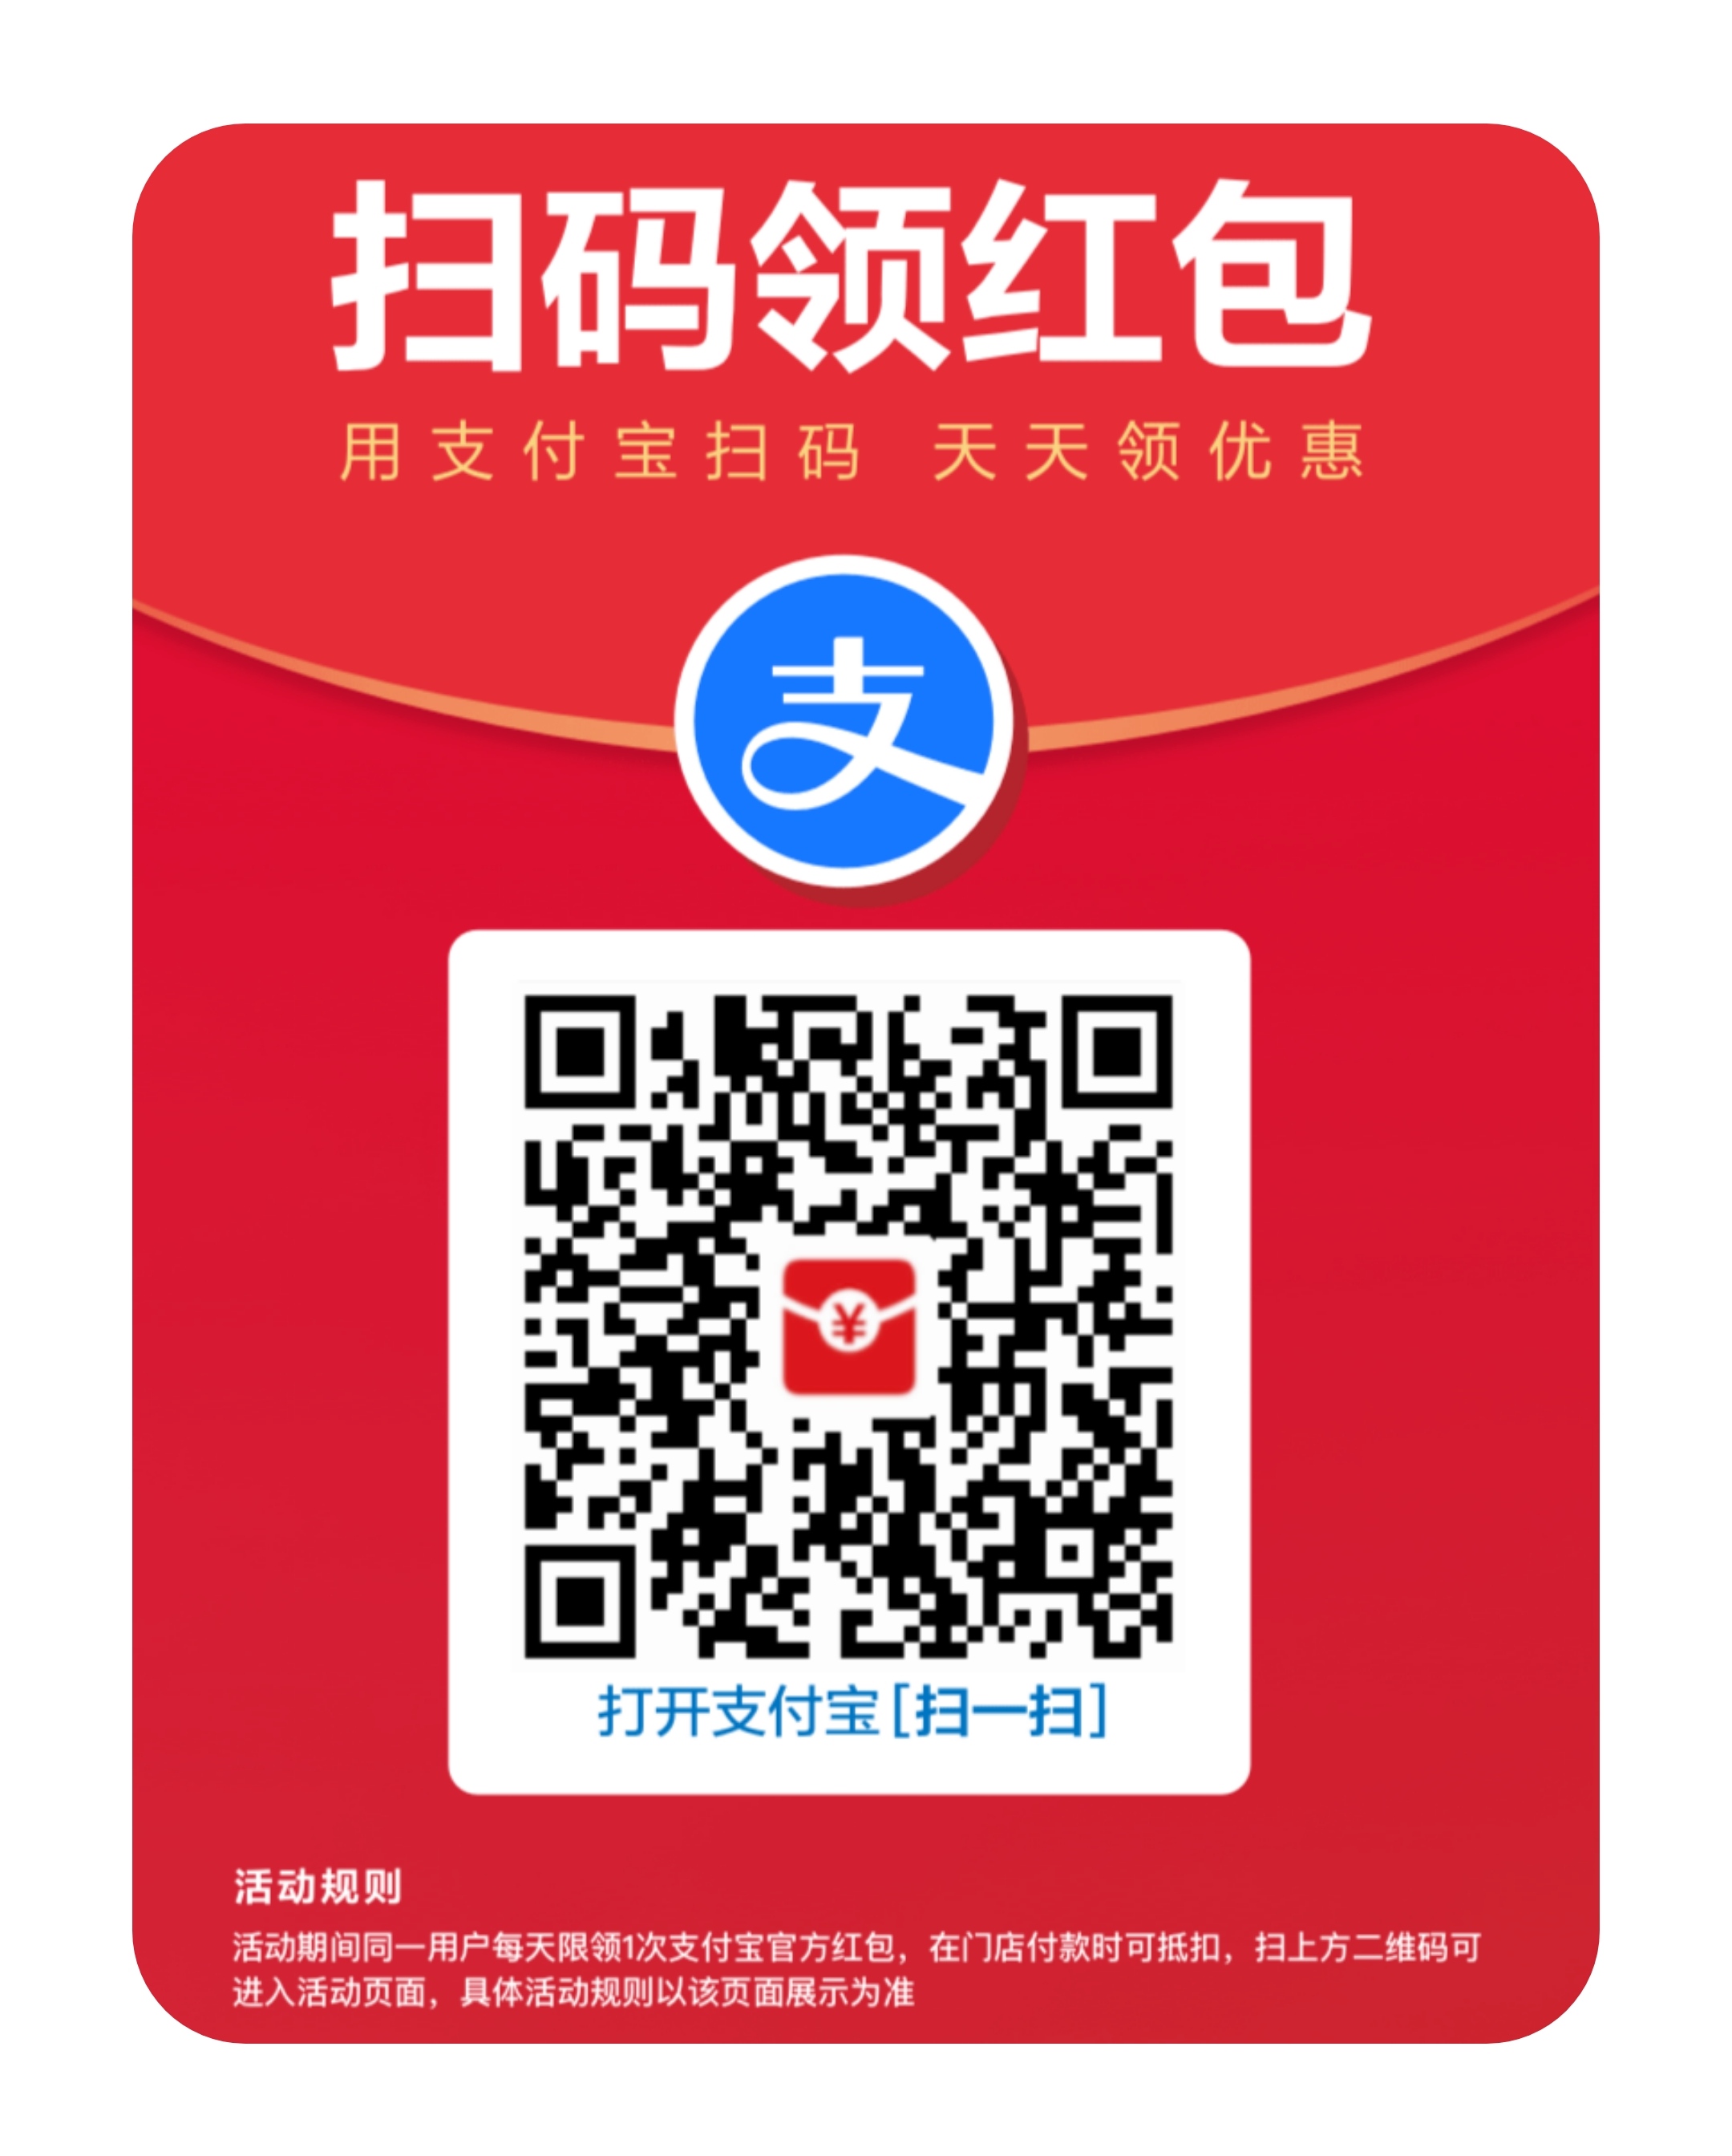 扫码领红包
用支付宝扫码 天天领优惠
支
¥
打开支付宝[扫一扫]
活动规则
活动期间同一用户每天限领1次支付宝官方红包，在门店付款时可抵扣，扫上方二维码可
进入活动页面，具体活动规则以该页面展示为准